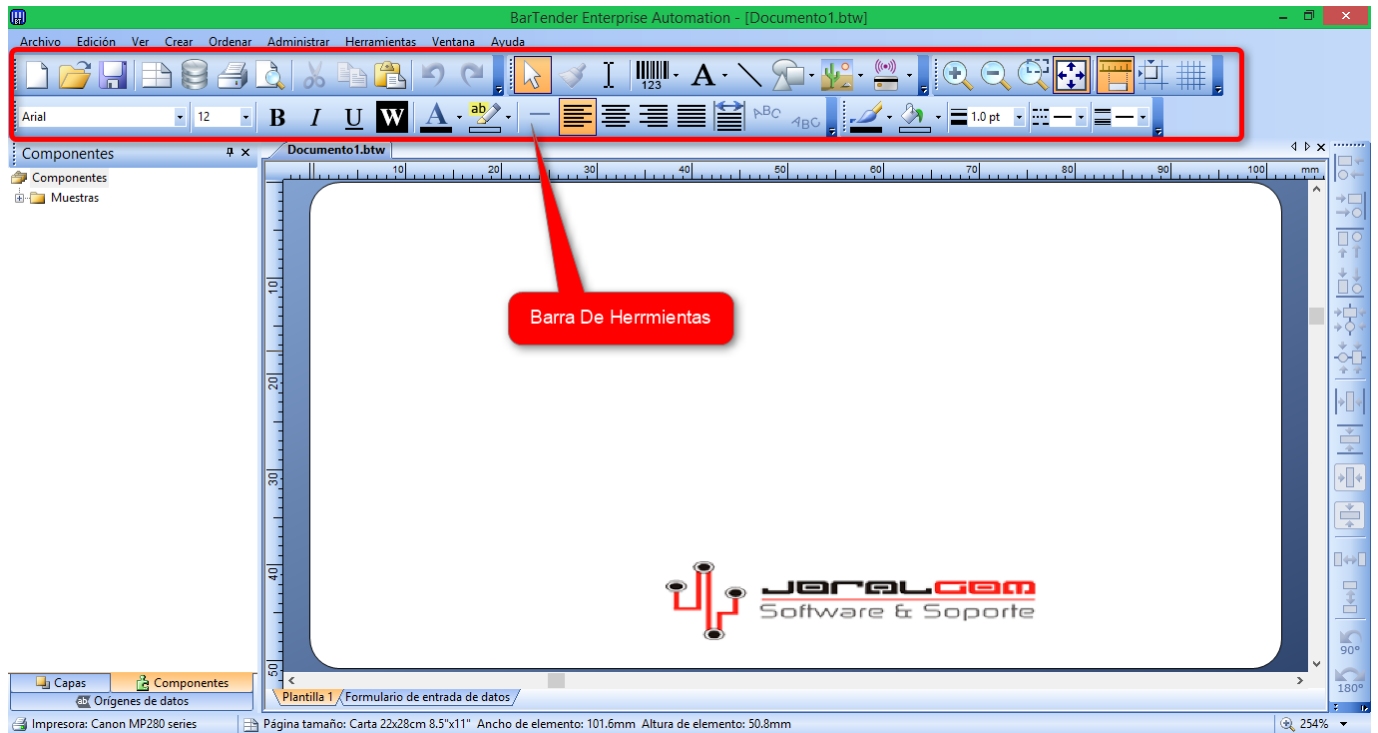 BarTender Enterprise Automation - [Documento1.btw]
Archivo Edición Ver Crear Ordenar Administrar Herramientas Ventana Ayuda
123 A
Arial 12 B I U W A ab ABC ABC 1.0 pt
Componentes
Documento1.btw
Componentes
Muestras
10 20 30 40 50 60 70 80 90 100 mm
10
20
30
40
50
Barra De Herrmientas
JORALGOM
Software & Soporte
90°
180°
Capas Componentes
ab Orígenes de datos
Plantilla 1 Formulario de entrada de datos
Impresora: Canon MP280 series Página tamaño: Carta 22x28cm 8.5"x11" Ancho de elemento: 101.6mm Altura de elemento: 50.8mm 254%